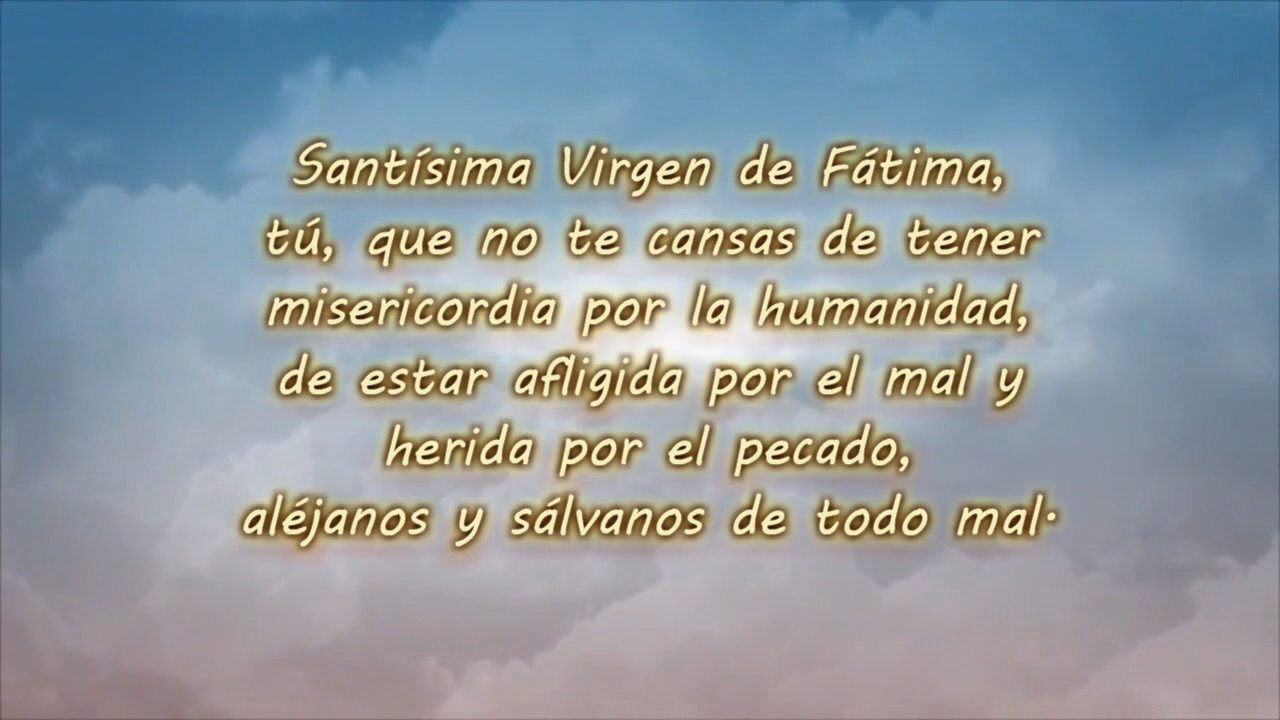 Santísima Virgen de Fátima,
tú, que no te cansas de tener
misericordia por la humanidad,
de estar afligida por el mal y
herida por el pecado,
aléjanos y sálvanos de todo mal.